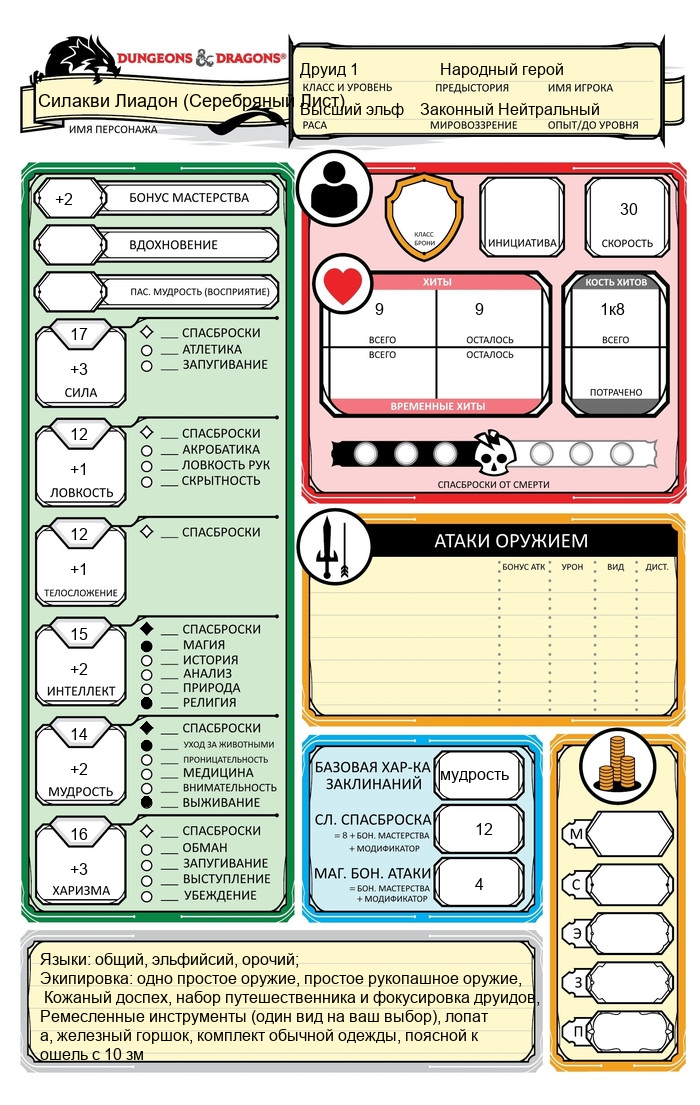 DUNGEONS & DRAGONS®
Силакви Лиадон (Серебряный Лист)
ИМЯ ПЕРСОНАЖА
Друид 1 Народный герой
КЛАСС И УРОВЕНЬ ПРЕДЫСТОРИЯ ИМЯ ИГРОКА
Высший эльф Законный Нейтральный
РАСА МИРОВОЗЗРЕНИЕ ОПЫТ/ДО УРОВНЯ
+2 БОНУС МАСТЕРСТВА
ВДОХНОВЕНИЕ
ПАС. МУДРОСТЬ (ВОСПРИЯТИЕ)
17
+3
СИЛА
СПАСБРОСКИ
АТЛЕТИКА
ЗАПУГИВАНИЕ
12
+1
ЛОВКОСТЬ
СПАСБРОСКИ
АКРОБАТИКА
ЛОВКОСТЬ РУК
СКРЫТНОСТЬ
12
+1
ТЕЛОСЛОЖЕНИЕ
СПАСБРОСКИ
15
+2
ИНТЕЛЛЕКТ
СПАСБРОСКИ
МАГИЯ
ИСТОРИЯ
АНАЛИЗ
ПРИРОДА
РЕЛИГИЯ
14
+2
МУДРОСТЬ
СПАСБРОСКИ
УХОД ЗА ЖИВОТНЫМИ
ПРОНИЦАТЕЛЬНОСТЬ
МЕДИЦИНА
ВНИМАТЕЛЬНОСТЬ
ВЫЖИВАНИЕ
16
+3
ХАРИЗМА
СПАСБРОСКИ
ОБМАН
ЗАПУГИВАНИЕ
ВЫСТУПЛЕНИЕ
УБЕЖДЕНИЕ
КЛАСС
БРОНИ
ИНИЦИАТИВА
30
СКОРОСТЬ
ХИТЫ
9 9
ВСЕГО ОСТАЛОСЬ
ВСЕГО ОСТАЛОСЬ
ВРЕМЕННЫЕ ХИТЫ
КОСТЬ ХИТОВ
1к8
ВСЕГО
ПОТРАЧЕНО
СПАСБРОСКИ ОТ СМЕРТИ
АТАКИ ОРУЖИЕМ
БОНУС АТК УРОН ВИД ДИСТ.
БАЗОВАЯ ХАР-КА
ЗАКЛИНАНИЙ
мудрость
СЛ. СПАСБРОСКА
= 8 + БОН. МАСТЕРСТВА
+ МОДИФИКАТОР
12
МАГ. БОН. АТАКИ
= БОН. МАСТЕРСТВА
+ МОДИФИКАТОР
4
М
С
Э
З
П
Языки: общий, эльфийсий, орочий;
Экипировка: одно простое оружие, простое рукопашное оружие,
Кожаный доспех, набор путешественника и фокусировка друидов,
Ремесленные инструменты (один вид на ваш выбор), лопат
а, железный горшок, комплект обычной одежды, поясной к
ошель с 10 зм